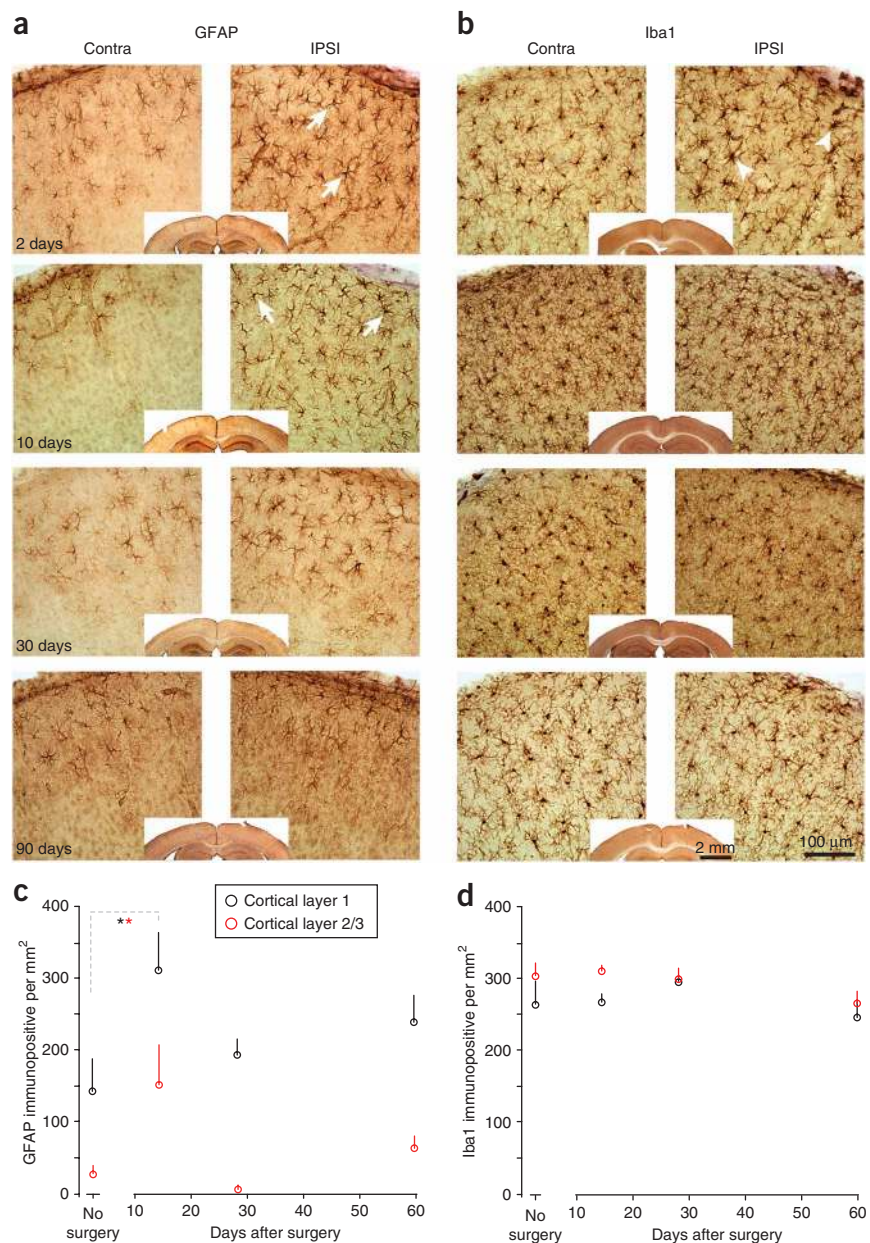 a
GFAP
Contra IPSI
2 days
10 days
30 days
90 days
b
Iba1
Contra IPSI
2 mm
100 μm
c
GFAP immunopositive per mm²
400
300
200
100
0
**
Cortical layer 1
Cortical layer 2/3
No surgery
10 20 30 40 50 60
Days after surgery
d
Iba1 immunopositive per mm²
400
300
200
100
0
No surgery
10 20 30 40 50 60
Days after surgery